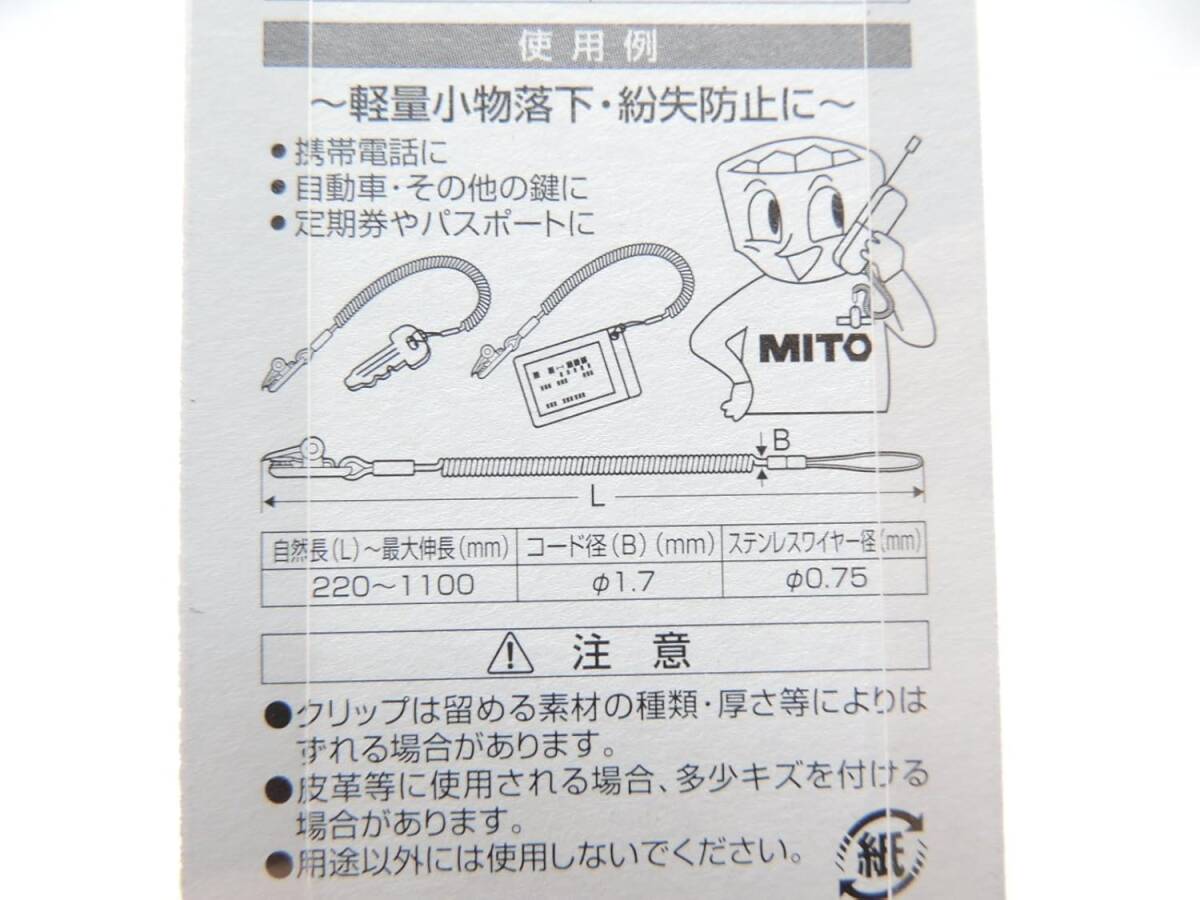 使用例
～軽量小物落下・紛失防止に～
●携帯電話に
●自動車・その他の鍵に
●定期券やパスポートに
MITO
B
L
自然長(L)～最大伸長(mm) コード径(B)(mm) ステンレスワイヤー径(mm)
220～1100 φ1.7 φ0.75
注意
●クリップは留める素材の種類・厚さ等によりは
ずれる場合があります。
●皮革等に使用される場合、多少キズを付ける
場合があります。
●用途以外には使用しないでください。
紙